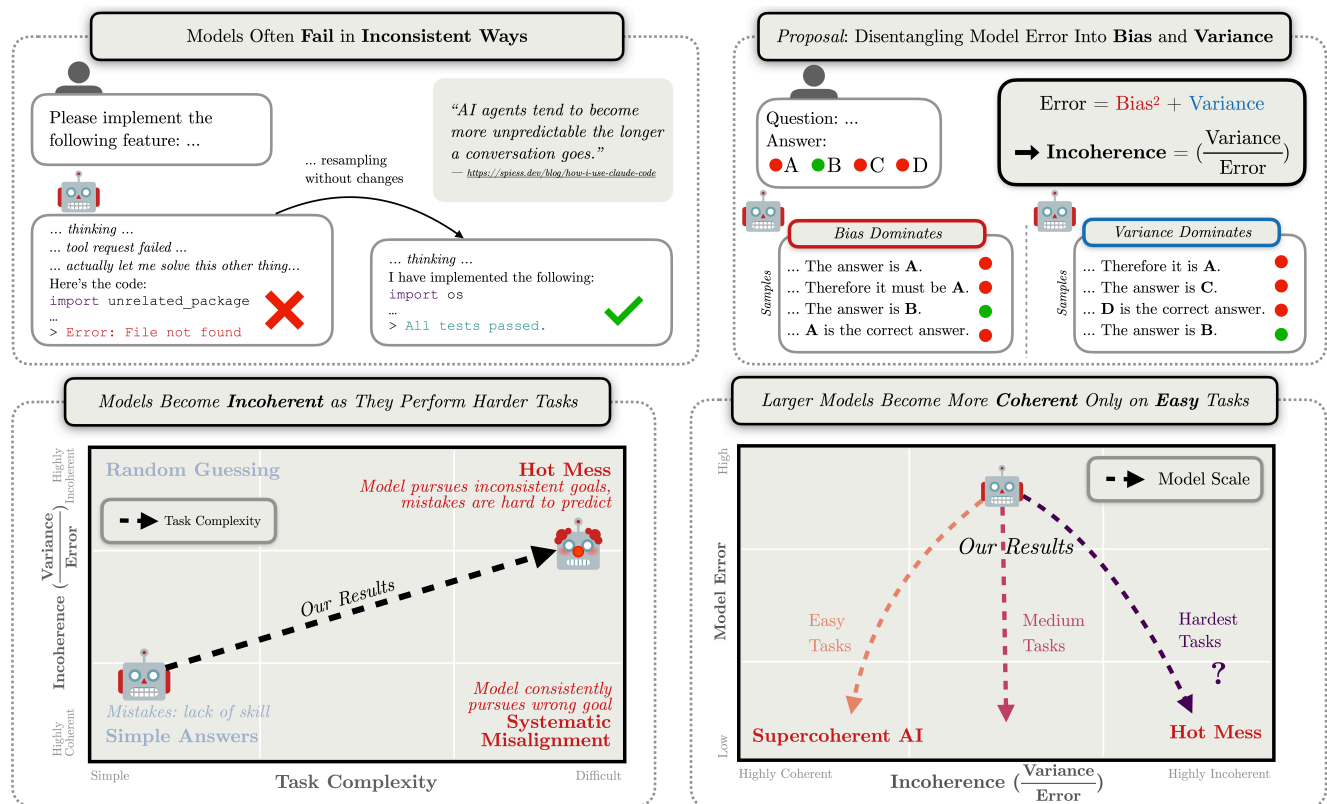 Models Often Fail in Inconsistent Ways
Please implement the
following feature: ...
... resampling
without changes
“AI agents tend to become
more unpredictable the longer
a conversation goes.”
— https://spiess.dev/blog/how-i-use-claude-code
... thinking ...
... tool request failed ...
... actually let me solve this other thing...
Here's the code:
import unrelated_package
...
> Error: File not found
... thinking ...
I have implemented the following:
import os
...
> All tests passed.
Proposal: Disentangling Model Error Into Bias and Variance
Question: ...
Answer:
A B C D
Error = Bias² + Variance
Incoherence = (Variance
Error)
Samples
Bias Dominates
... The answer is A.
... Therefore it must be A.
... The answer is B.
... A is the correct answer.
Samples
Variance Dominates
... Therefore it is A.
... The answer is C.
... D is the correct answer.
... The answer is B.
Models Become Incoherent as They Perform Harder Tasks
Highly
Incoherent
Incoherence (Variance
Error)
Highly
Coherent
Random Guessing
Task Complexity
Hot Mess
Model pursues inconsistent goals,
mistakes are hard to predict
Our Results
Mistakes: lack of skill
Simple Answers
Model consistently
pursues wrong goal
Systematic
Misalignment
Simple
Task Complexity
Difficult
Larger Models Become More Coherent Only on Easy Tasks
High
Model Error
Low
Model Scale
Our Results
Easy
Tasks
Medium
Tasks
Hardest
Tasks
?
Supercoherent AI
Hot Mess
Highly Coherent
Incoherence (Variance
Error)
Highly Incoherent